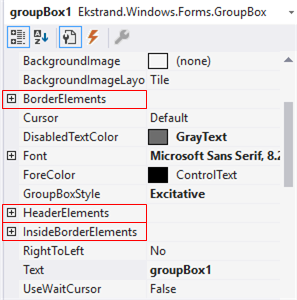 groupBox1 Ekstrand.Windows.Forms.GroupBox
BackgroundImage (none)
BackgroundImageLayo Tile
BorderElements
Cursor Default
DisabledTextColor GrayText
Font Microsoft Sans Serif, 8.2
ForeColor ControlText
GroupBoxStyle Excitative
HeaderElements
InsideBorderElements
RightToLeft No
Text groupBox1
UseWaitCursor False